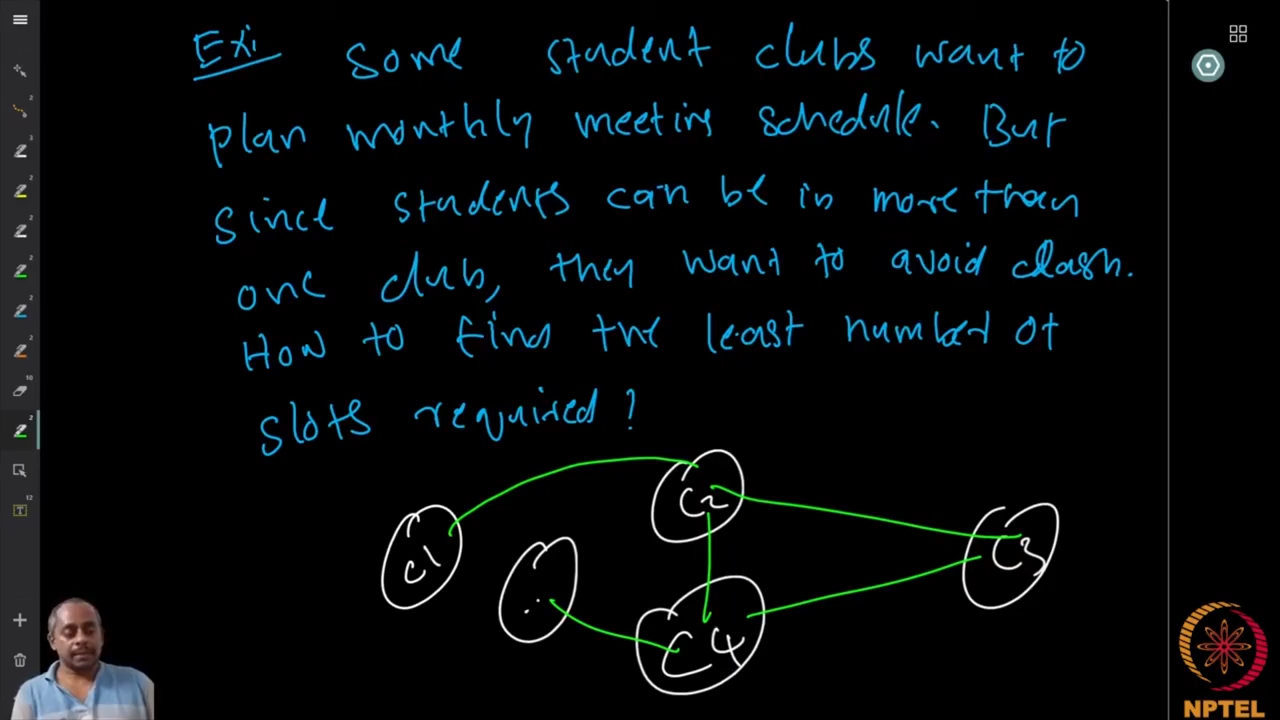 Ex:
Some student clubs want to
plan monthly meeting schedule. But
since students can be in more than
one club, they want to avoid clash.
How to find the least number of
slots required?
C1
C2
C3
..
C4
NPTEL